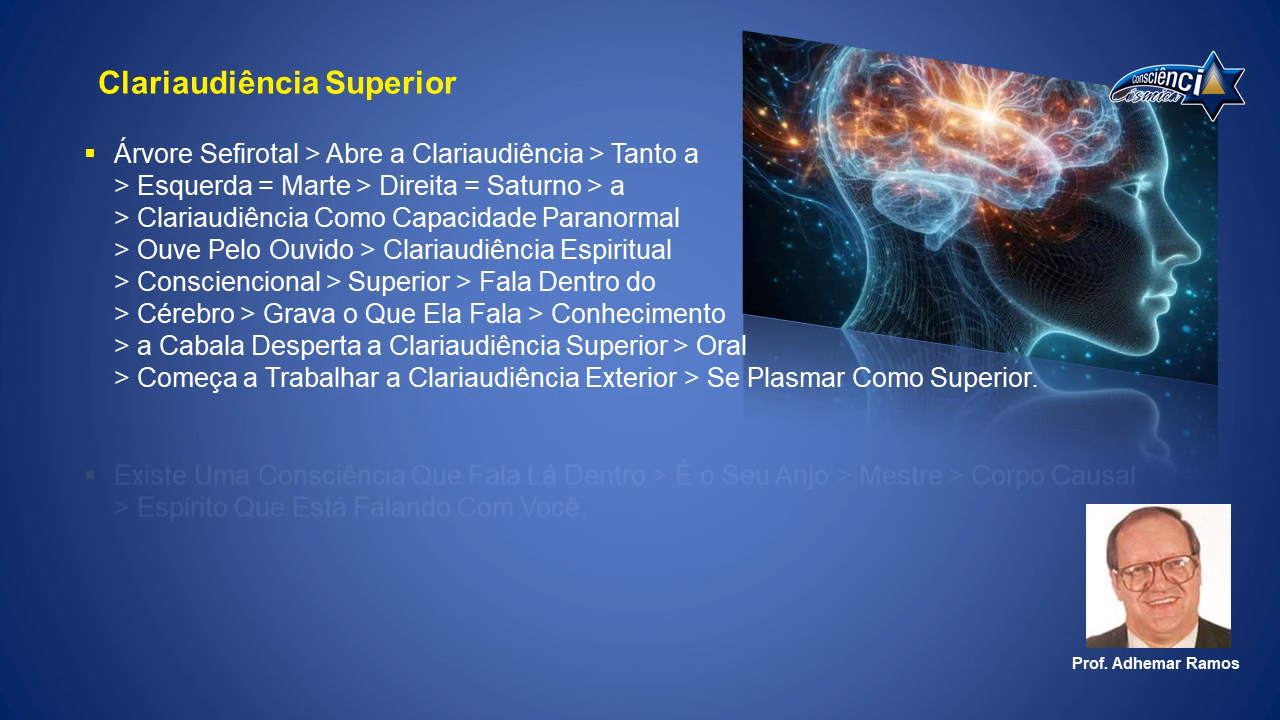 Clariaudiência Superior
consciênci
Cósmica
▪ Árvore Sefirotal > Abre a Clariaudiência > Tanto a
> Esquerda = Marte > Direita = Saturno > a
> Clariaudiência Como Capacidade Paranormal
> Ouve Pelo Ouvido > Clariaudiência Espiritual
> Consciencional > Superior > Fala Dentro do
> Cérebro > Grava o Que Ela Fala > Conhecimento
> a Cabala Desperta a Clariaudiência Superior > Oral
> Começa a Trabalhar a Clariaudiência Exterior > Se Plasmar Como Superior.
▪ Existe Uma Consciência Que Fala Lá Dentro > É o Seu Anjo > Mestre > Corpo Causal
> Espírito Que Está Falando Com Você.
Prof. Adhemar Ramos